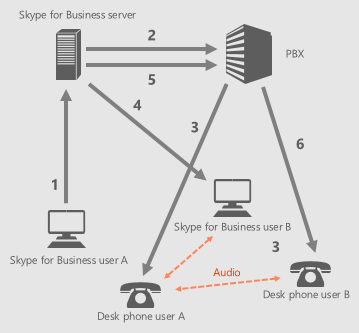 Skype for Business server
2
PBX
5
4
3
6
1
Skype for Business user B
Skype for Business user A
3
Audio
Desk phone user B
Desk phone user A